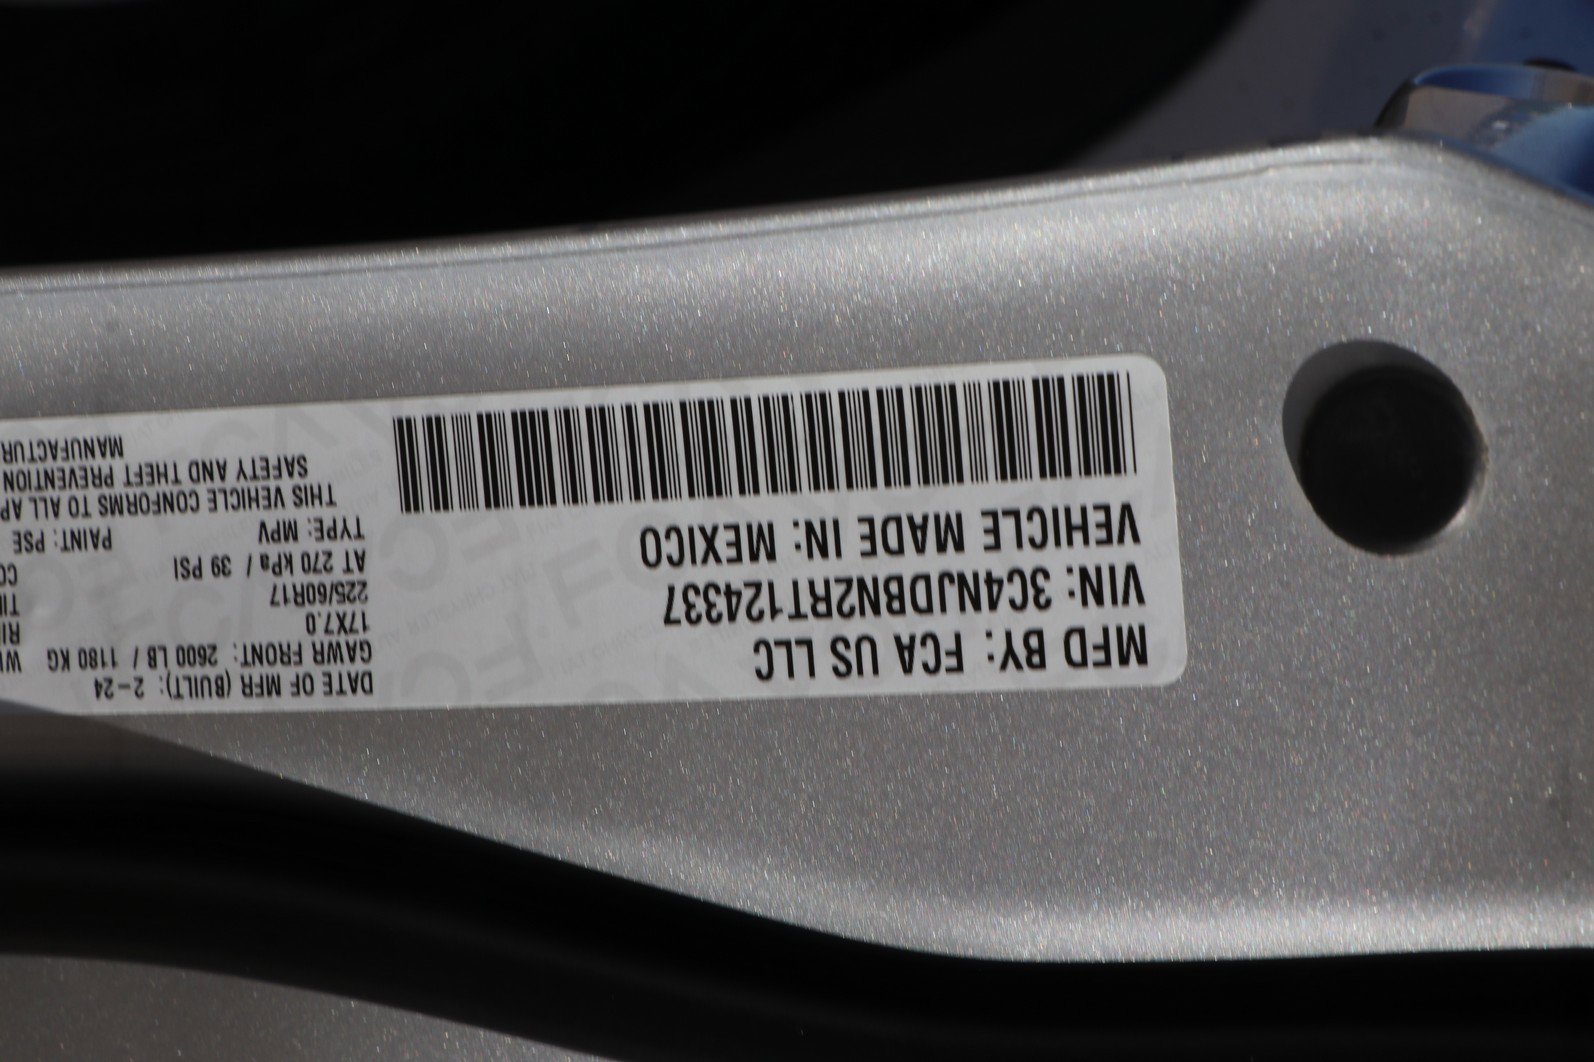 MFD BY: FCA US LLC
VIN: 3C4NJDBN2RT124337
VEHICLE MADE IN: MEXICO
DATE OF MFR (BUILT): 2-24
GAWR FRONT: 2600 LB / 1180 KG
17X7.0
225/60R17
AT 270 kPa / 39 PSI
TYPE: MPV PAINT: PSE
THIS VEHICLE CONFORMS TO ALL AP
SAFETY AND THEFT PREVENTION
MANUFACTUR